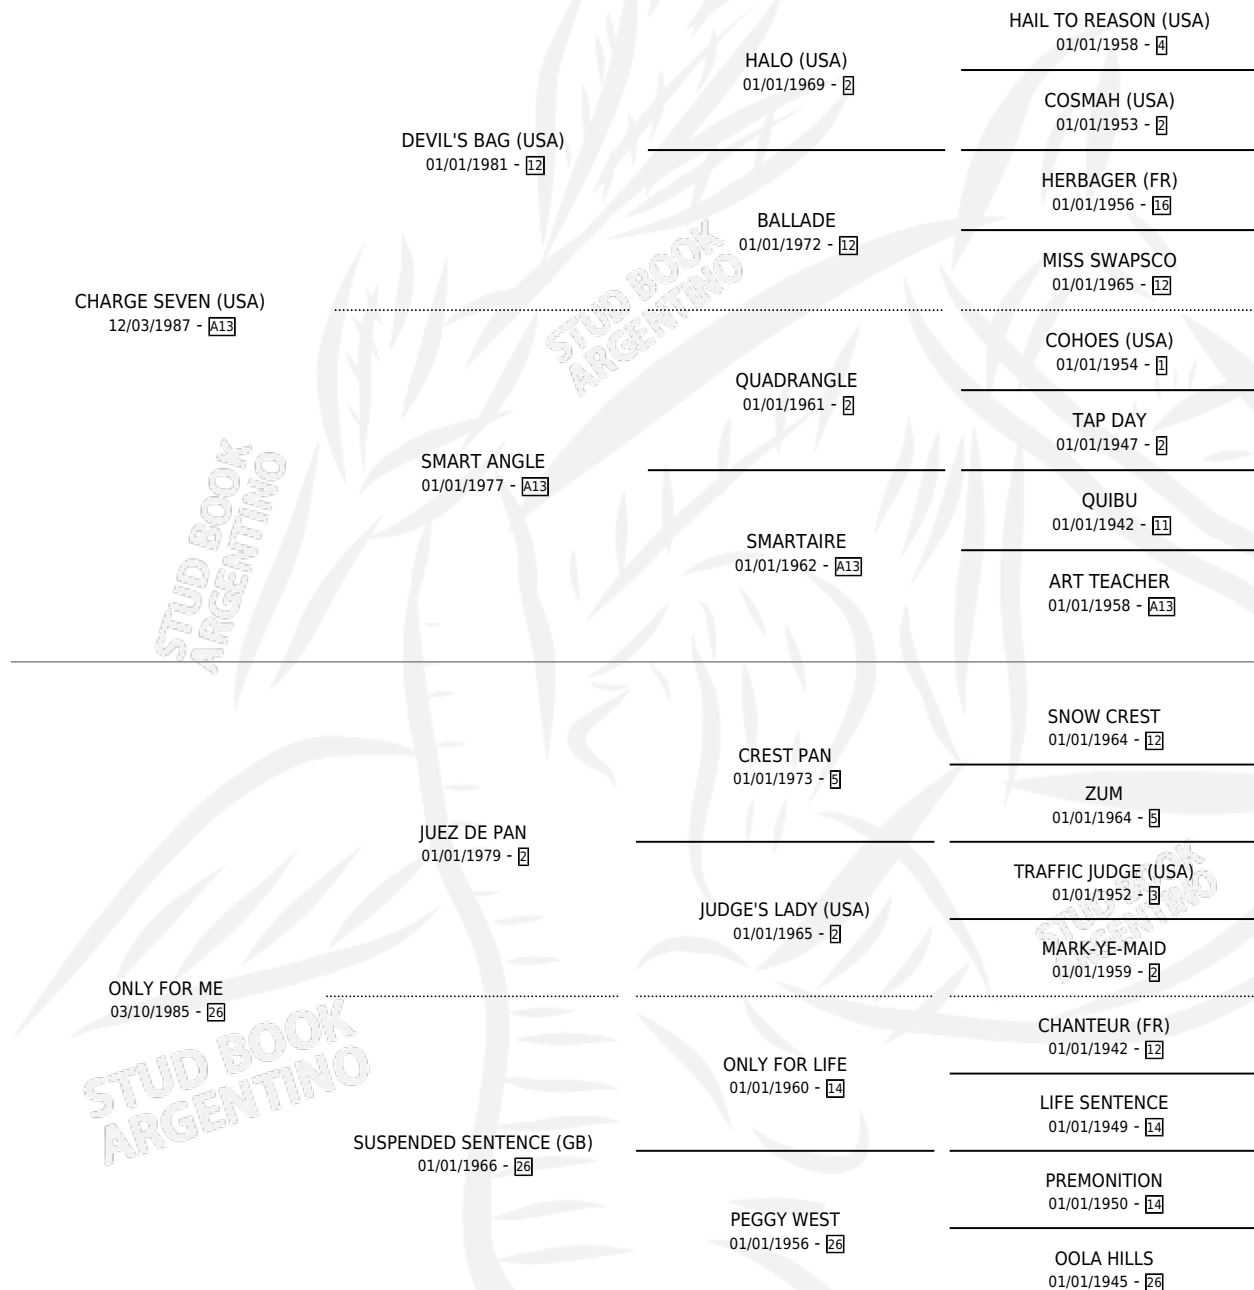 HAIL TO REASON (USA)
01/01/1958 - 4
HALO (USA)
01/01/1969 - 2
COSMAH (USA)
01/01/1953 - 2
DEVIL'S BAG (USA)
01/01/1981 - 12
HERBAGER (FR)
01/01/1956 - 16
BALLADE
01/01/1972 - 12
MISS SWAPSCO
01/01/1965 - 12
CHARGE SEVEN (USA)
12/03/1987 - A13
COHOES (USA)
01/01/1954 - 1
QUADRANGLE
01/01/1961 - 2
TAP DAY
01/01/1947 - 2
SMART ANGLE
01/01/1977 - A13
QUIBU
01/01/1942 - 11
SMARTAIRE
01/01/1962 - A13
ART TEACHER
01/01/1958 - A13
SNOW CREST
01/01/1964 - 12
CREST PAN
01/01/1973 - 5
ZUM
01/01/1964 - 5
JUEZ DE PAN
01/01/1979 - 2
TRAFFIC JUDGE (USA)
01/01/1952 - 3
JUDGE'S LADY (USA)
01/01/1965 - 2
MARK-YE-MAID
01/01/1959 - 2
ONLY FOR ME
03/10/1985 - 26
CHANTEUR (FR)
01/01/1942 - 12
ONLY FOR LIFE
01/01/1960 - 14
LIFE SENTENCE
01/01/1949 - 14
SUSPENDED SENTENCE (GB)
01/01/1966 - 26
PREMONITION
01/01/1950 - 14
PEGGY WEST
01/01/1956 - 26
OOLA HILLS
01/01/1945 - 26
STUD BOOK
ARGENTINO
STUD BOOK
ARGENTINO
STUD BOOK
ARGENTINO
STUD BOOK
ARGENTINO